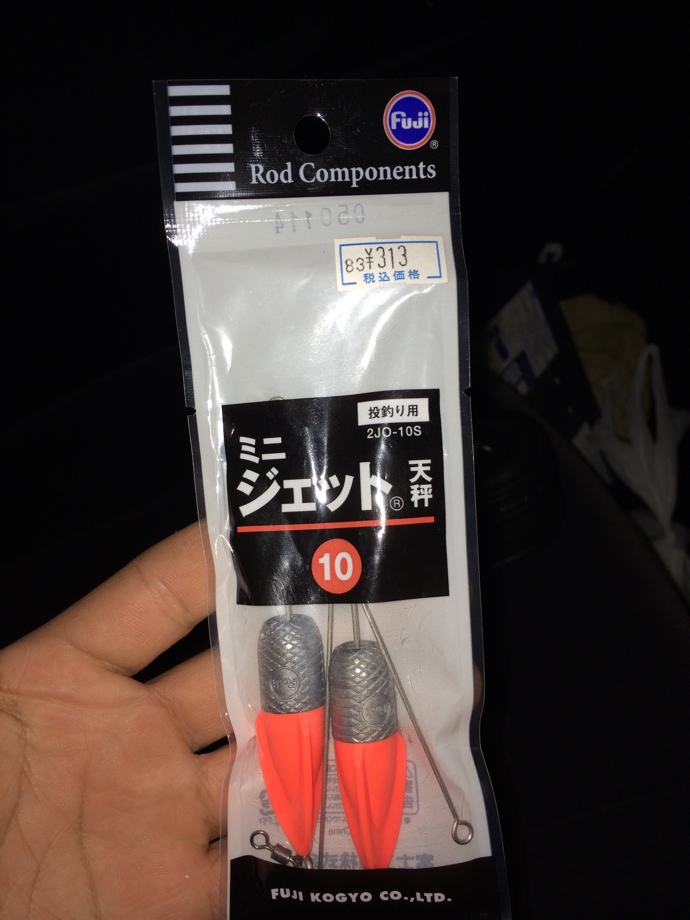 Fuji
®
Rod Components
050114
83 ¥313
税込価格
投釣り用
2JO-10S
ミニ
ジェット® 天秤
10
Fuji
FUJI KOGYO CO.,LTD.